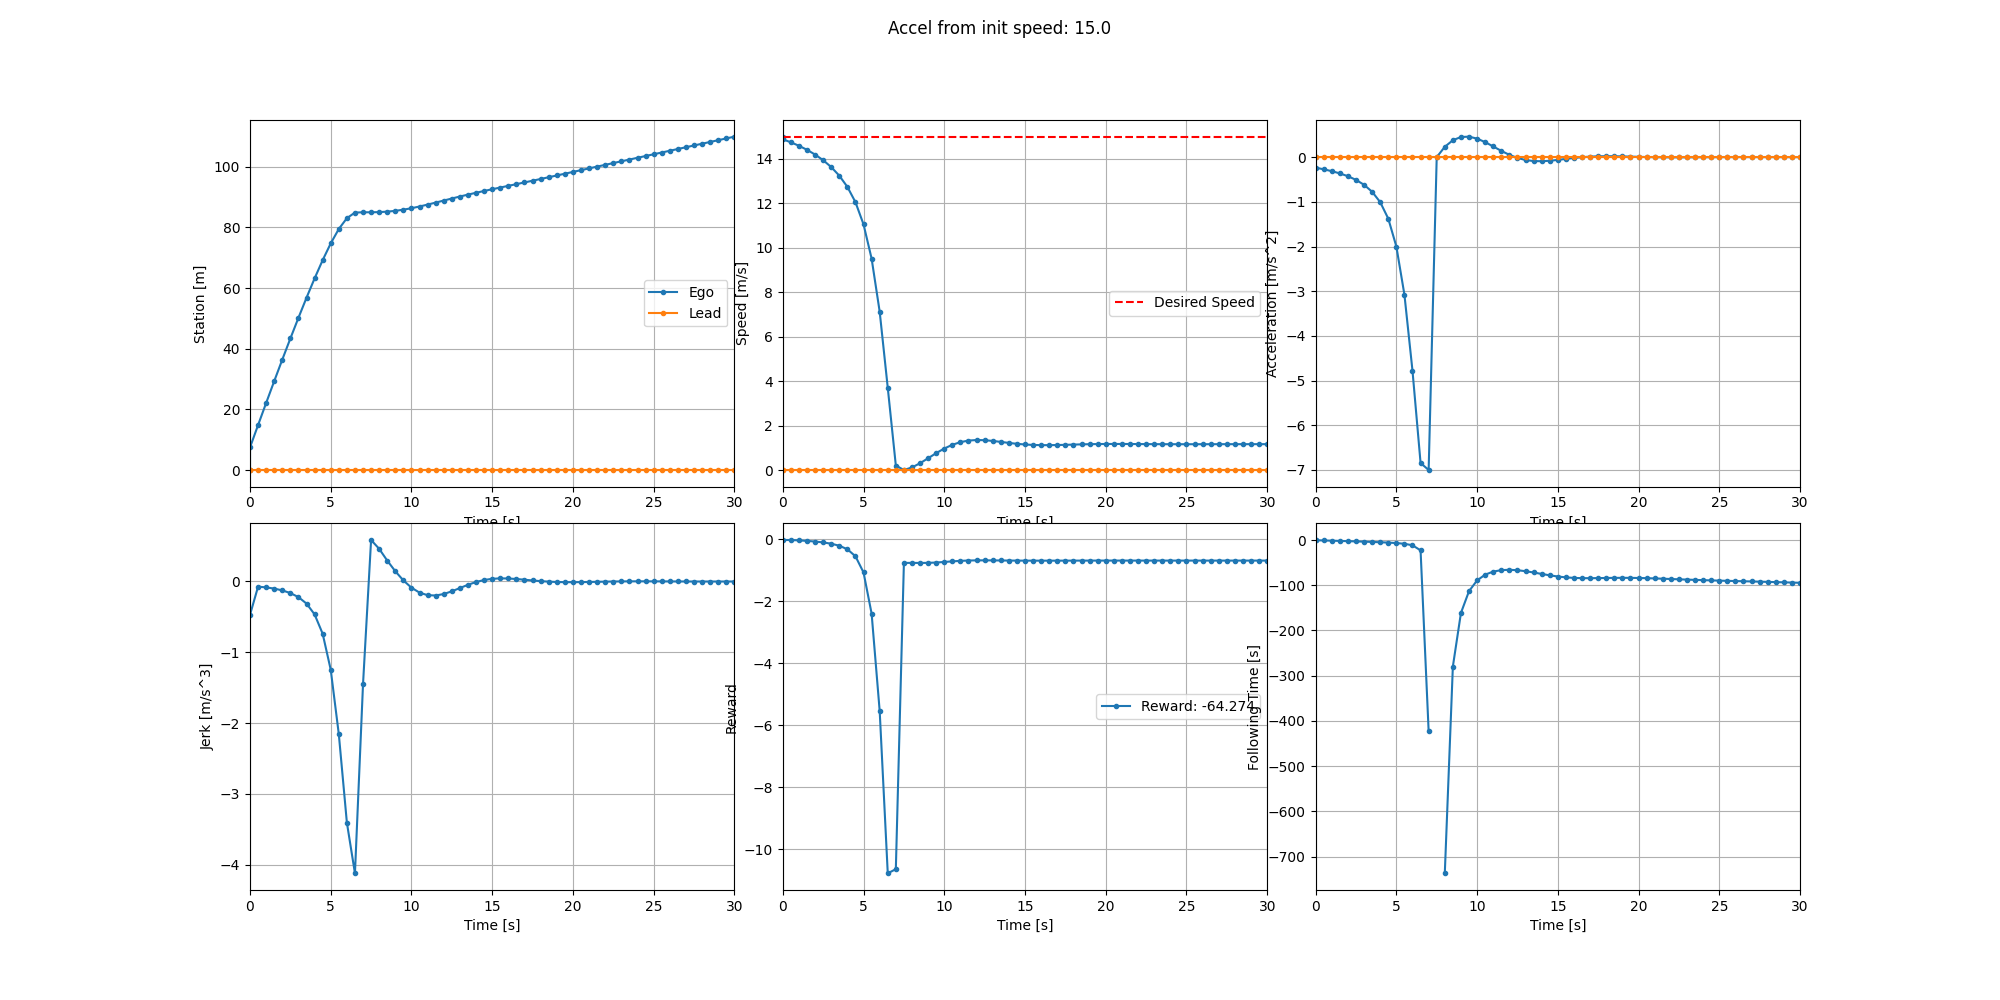 Accel from init speed: 15.0
Station [m]
100
80
60
40
20
0
Ego
Lead
0 5 10 15 20 25 30
Time [s]
Speed [m/s]
14
12
10
8
6
4
2
0
Desired Speed
0 5 10 15 20 25 30
Time [s]
Acceleration [m/s^2]
0
−1
−2
−3
−4
−5
−6
−7
0 5 10 15 20 25 30
Time [s]
Jerk [m/s^3]
0
−1
−2
−3
−4
0 5 10 15 20 25 30
Time [s]
Reward
0
−2
−4
−6
−8
−10
Reward: -64.274
0 5 10 15 20 25 30
Time [s]
Following Time [s]
0
−100
−200
−300
−400
−500
−600
−700
0 5 10 15 20 25 30
Time [s]